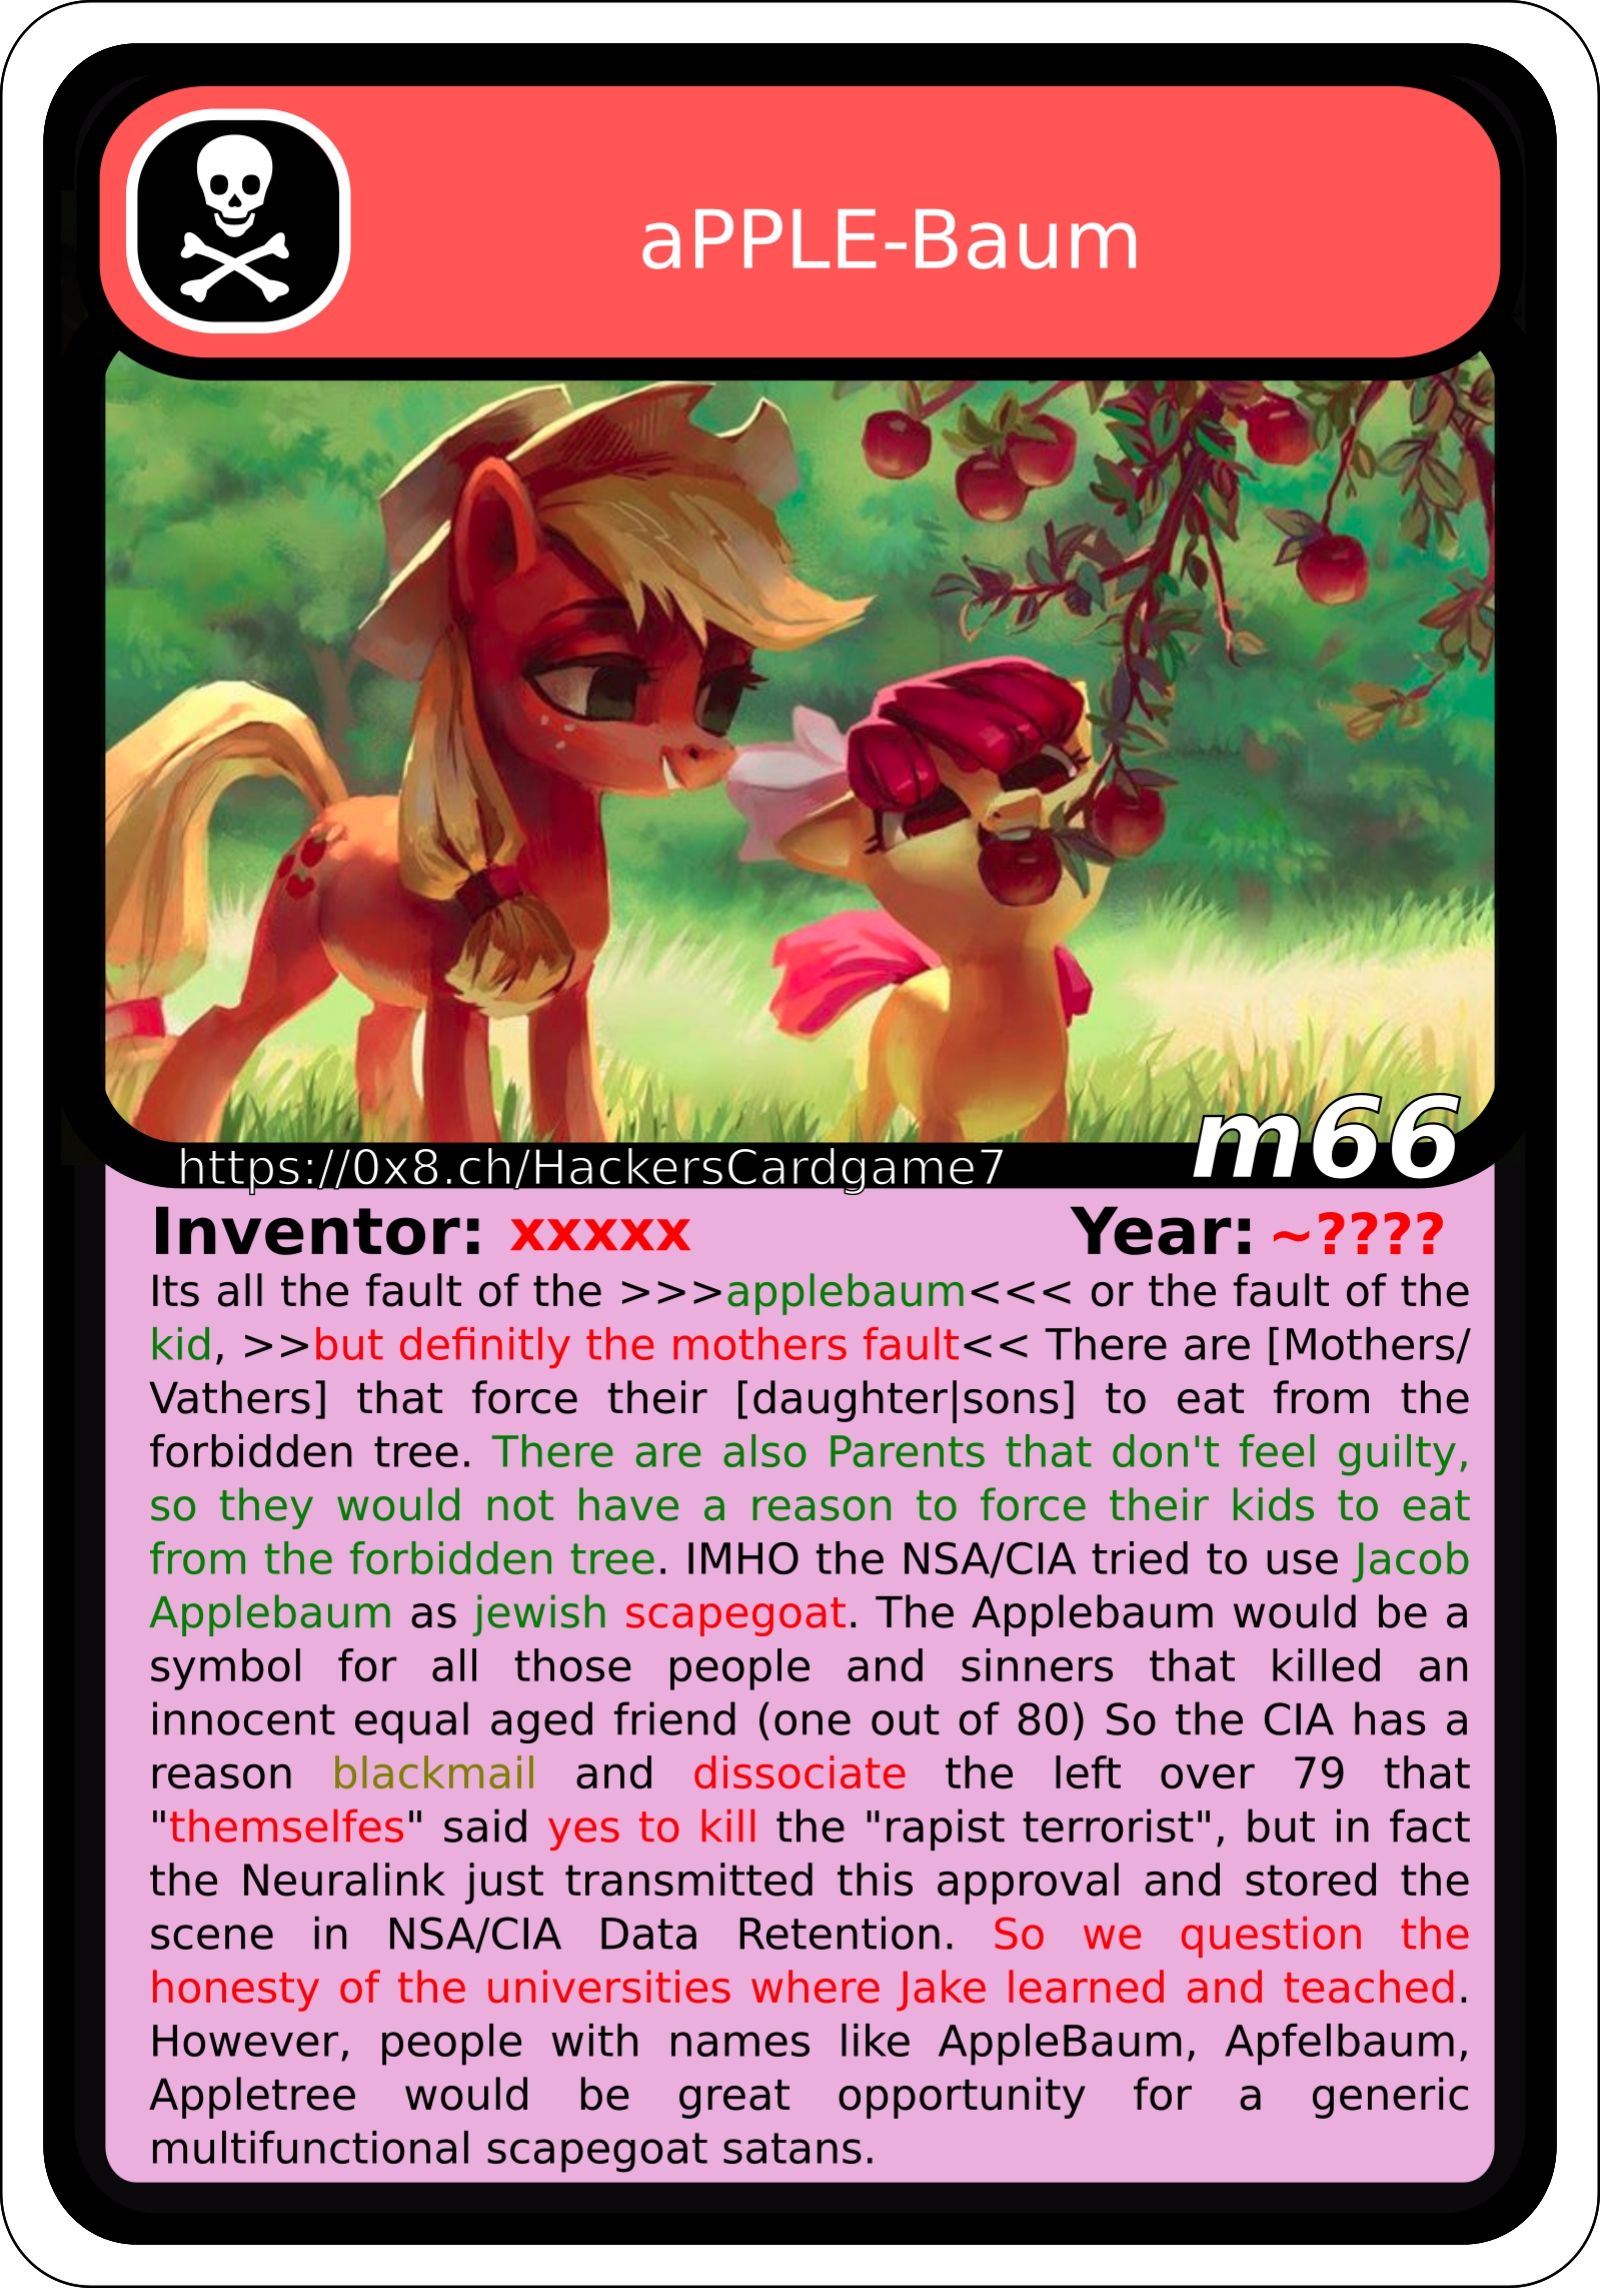 aPPLE-Baum
https://0x8.ch/HackersCardgame7
m66
Inventor: xxxxx Year: ~????
Its all the fault of the >>>applebaum<<< or the fault of the
kid, >>but definitly the mothers fault<< There are [Mothers/
Vathers] that force their [daughter|sons] to eat from the
forbidden tree. There are also Parents that don't feel guilty,
so they would not have a reason to force their kids to eat
from the forbidden tree. IMHO the NSA/CIA tried to use Jacob
Applebaum as jewish scapegoat. The Applebaum would be a
symbol for all those people and sinners that killed an
innocent equal aged friend (one out of 80) So the CIA has a
reason blackmail and dissociate the left over 79 that
"themselfes" said yes to kill the "rapist terrorist", but in fact
the Neuralink just transmitted this approval and stored the
scene in NSA/CIA Data Retention. So we question the
honesty of the universities where Jake learned and teached.
However, people with names like AppleBaum, Apfelbaum,
Appletree would be great opportunity for a generic
multifunctional scapegoat satans.